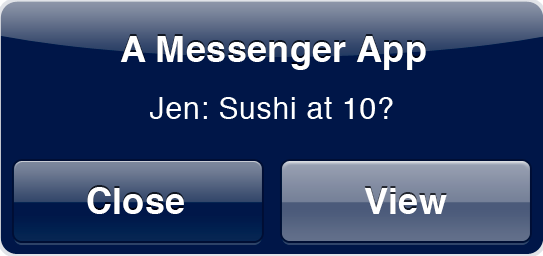 A Messenger App
Jen: Sushi at 10?
Close
View